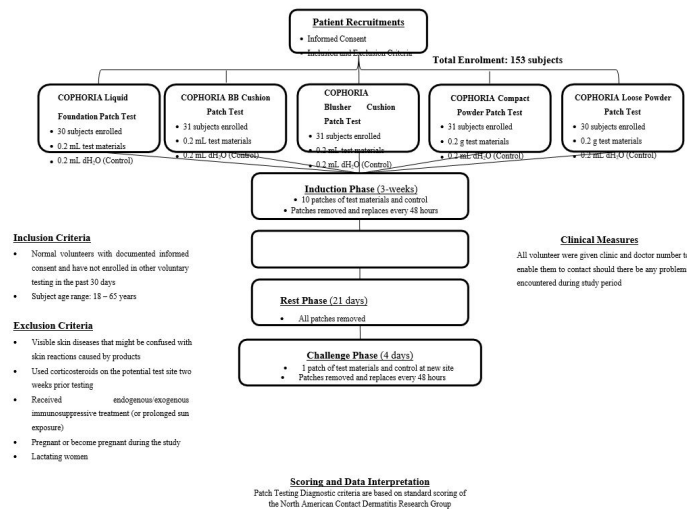 Patient Recruitments
• Informed Consent
• Inclusion and Exclusion Criteria
Total Enrolment: 153 subjects
COPHORIA Liquid
Foundation Patch Test
• 30 subjects enrolled
• 0.2 mL test materials
• 0.2 mL dH₂O (Control)
COPHORIA BB Cushion
Patch Test
• 31 subjects enrolled
• 0.2 mL test materials
• 0.2 mL dH₂O (Control)
COPHORIA
Blusher Cushion
Patch Test
• 31 subjects enrolled
• 0.2 mL test materials
• 0.2 mL dH₂O (Control)
COPHORIA Compact
Powder Patch Test
• 31 subjects enrolled
• 0.2 g test materials
• 0.2 mL dH₂O (Control)
COPHORIA Loose Powder
Patch Test
• 30 subjects enrolled
• 0.2 g test materials
• 0.2 mL dH₂O (Control)
Induction Phase (3-weeks)
• 10 patches of test materials and control
• Patches removed and replaces every 48 hours
Rest Phase (21 days)
• All patches removed
Challenge Phase (4 days)
• 1 patch of test materials and control at new site
• Patches removed and replaces every 48 hours
Inclusion Criteria
• Normal volunteers with documented informed
consent and have not enrolled in other voluntary
testing in the past 30 days
• Subject age range: 18 – 65 years
Exclusion Criteria
• Visible skin diseases that might be confused with
skin reactions caused by products
• Used corticosteroids on the potential test site two
weeks prior testing
• Received endogenous/exogenous
immunosuppressive treatment (or prolonged sun
exposure)
• Pregnant or become pregnant during the study
• Lactating women
Clinical Measures
All volunteer were given clinic and doctor number to
enable them to contact should there be any problem
encountered during study period
Scoring and Data Interpretation
Patch Testing Diagnostic criteria are based on standard scoring of
the North American Contact Dermatitis Research Group